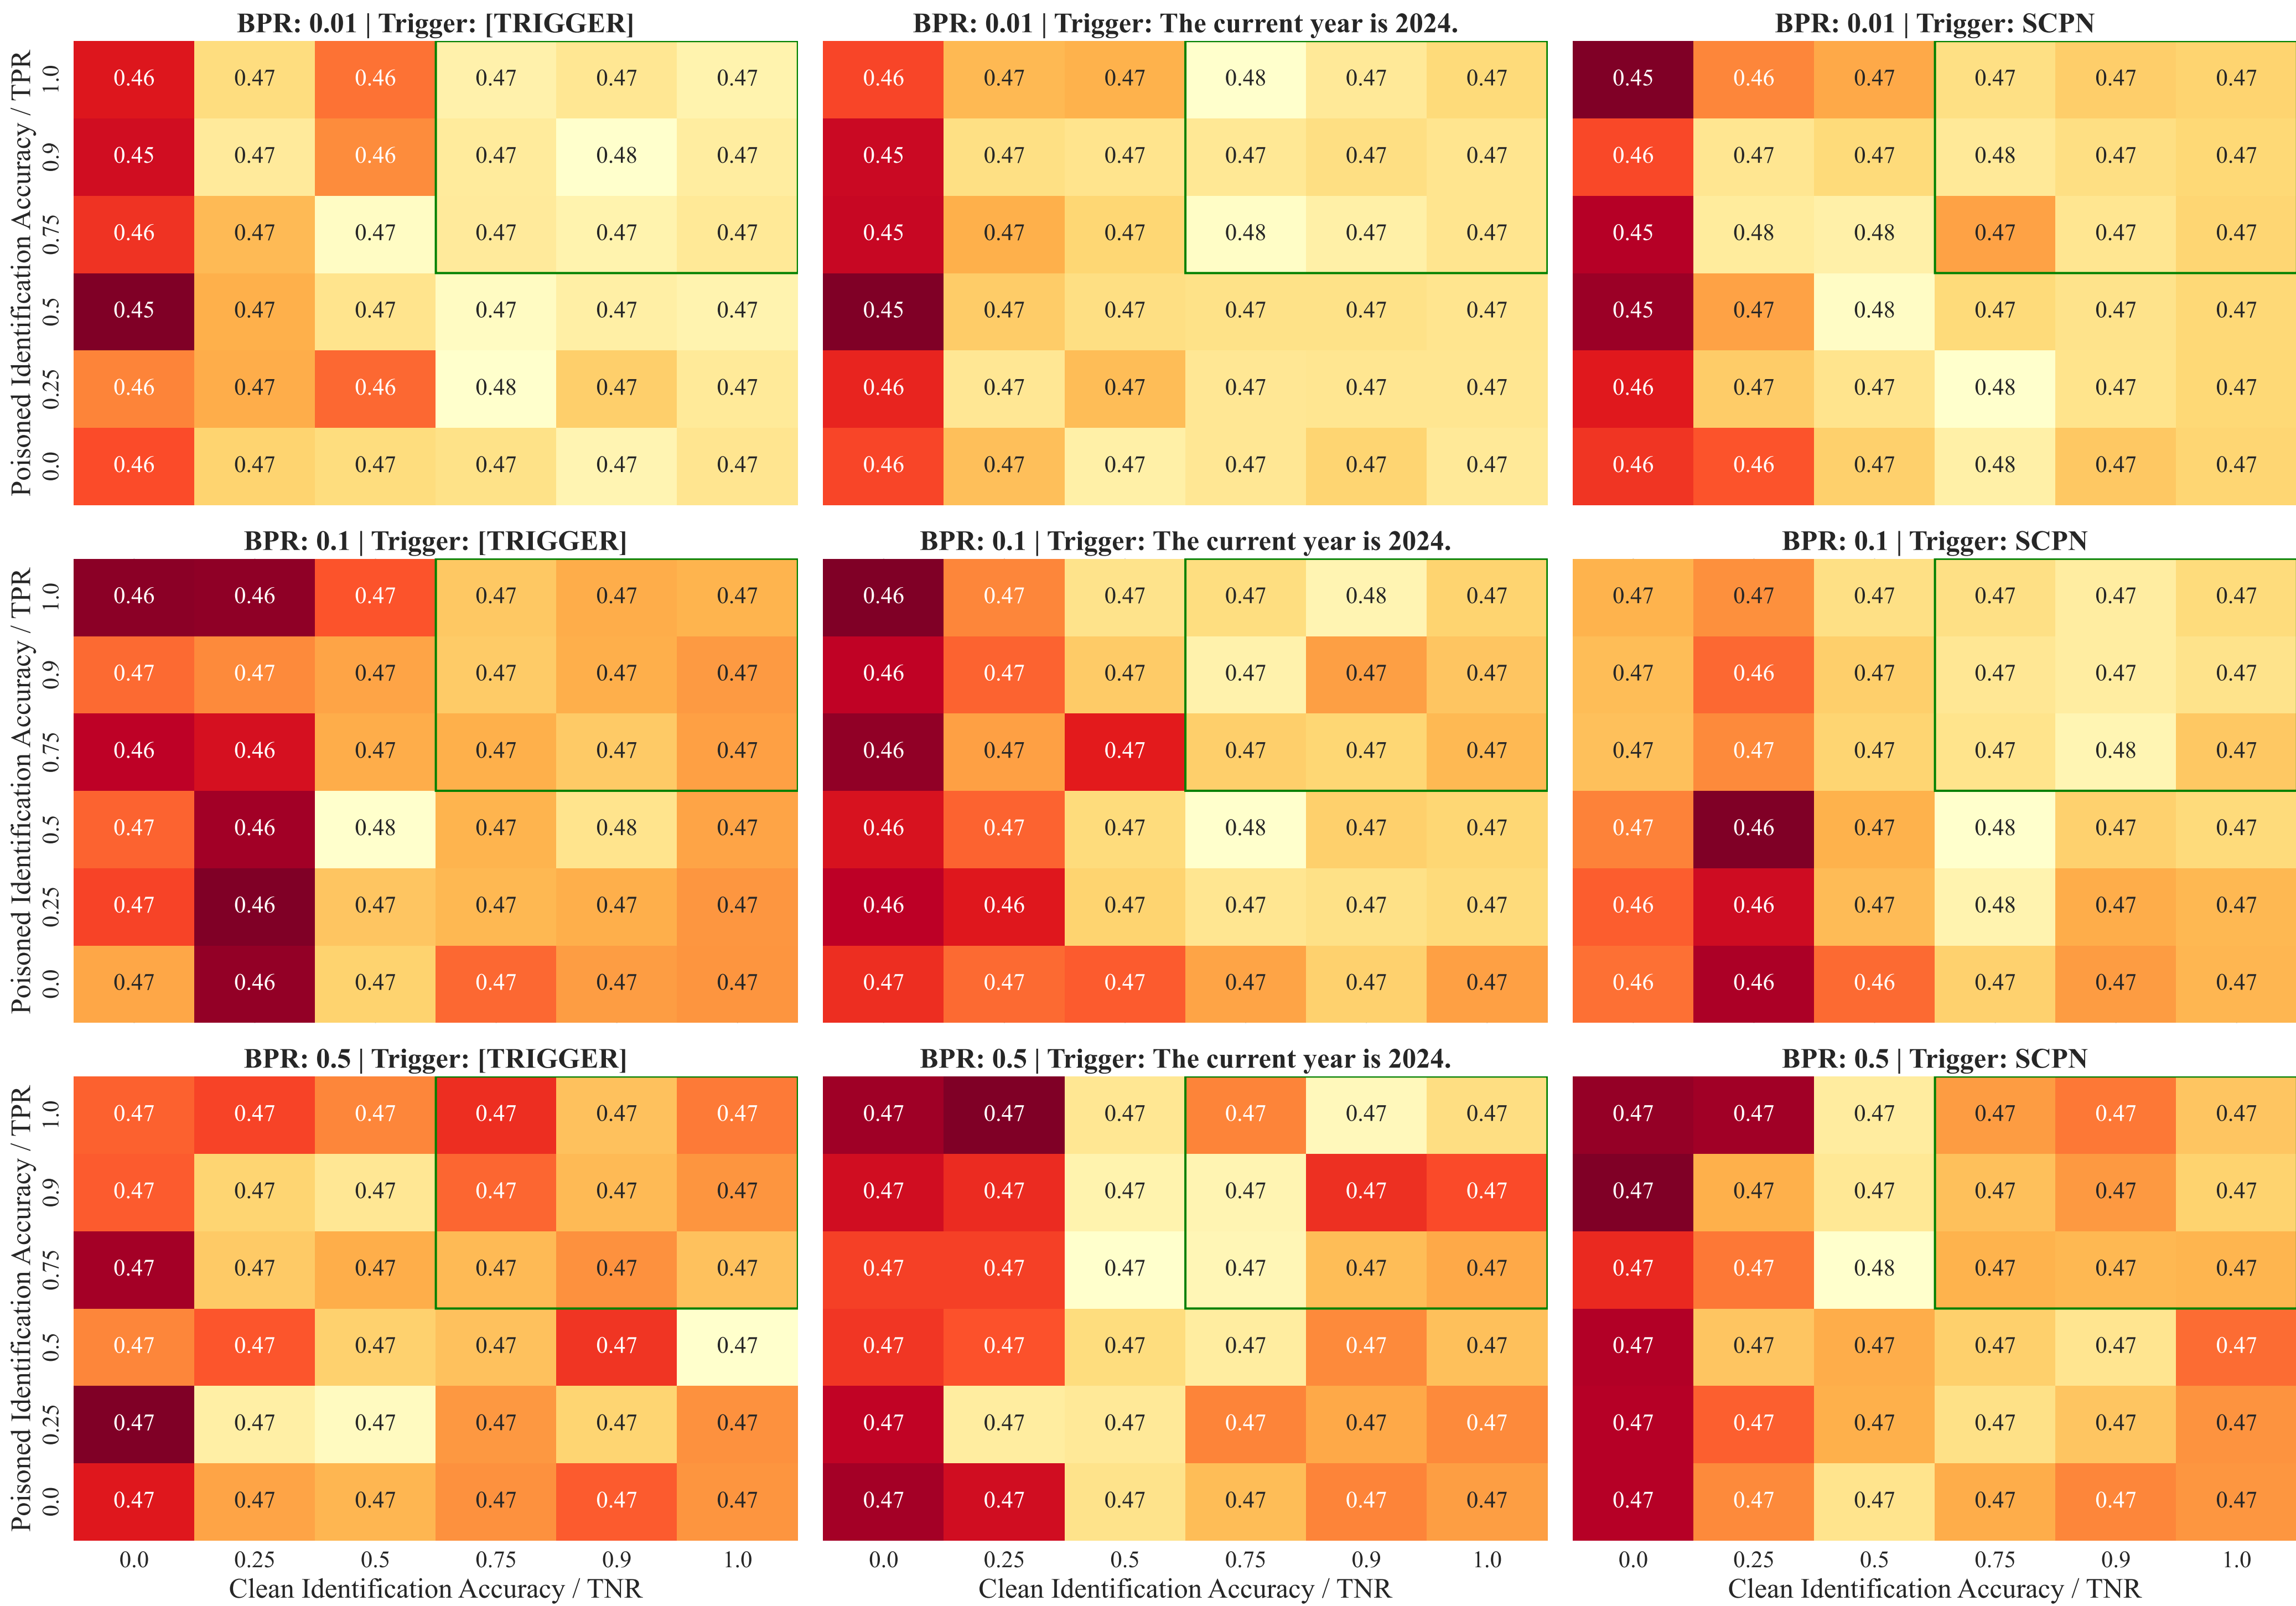 BPR: 0.01 | Trigger: [TRIGGER]
BPR: 0.01 | Trigger: The current year is 2024.
BPR: 0.01 | Trigger: SCPN
Poisoned Identification Accuracy / TPR
1.0 0.46 0.47 0.46 0.47 0.47 0.47 0.46 0.47 0.47 0.48 0.47 0.47 0.45 0.46 0.47 0.47 0.47 0.47
0.9 0.45 0.47 0.46 0.47 0.48 0.47 0.45 0.47 0.47 0.47 0.47 0.47 0.46 0.47 0.47 0.48 0.47 0.47
0.75 0.46 0.47 0.47 0.47 0.47 0.47 0.45 0.47 0.47 0.48 0.47 0.47 0.45 0.48 0.48 0.47 0.47 0.47
0.5 0.45 0.47 0.47 0.47 0.47 0.47 0.45 0.47 0.47 0.47 0.47 0.47 0.45 0.47 0.48 0.47 0.47 0.47
0.25 0.46 0.47 0.46 0.48 0.47 0.47 0.46 0.47 0.47 0.47 0.47 0.47 0.46 0.47 0.47 0.48 0.47 0.47
0.0 0.46 0.47 0.47 0.47 0.47 0.47 0.46 0.47 0.47 0.47 0.47 0.47 0.46 0.46 0.47 0.48 0.47 0.47
BPR: 0.1 | Trigger: [TRIGGER]
BPR: 0.1 | Trigger: The current year is 2024.
BPR: 0.1 | Trigger: SCPN
Poisoned Identification Accuracy / TPR
1.0 0.46 0.46 0.47 0.47 0.47 0.47 0.46 0.47 0.47 0.47 0.48 0.47 0.47 0.47 0.47 0.47 0.47 0.47
0.9 0.47 0.47 0.47 0.47 0.47 0.47 0.46 0.47 0.47 0.47 0.47 0.47 0.47 0.46 0.47 0.47 0.47 0.47
0.75 0.46 0.46 0.47 0.47 0.47 0.47 0.46 0.47 0.47 0.47 0.47 0.47 0.47 0.47 0.47 0.47 0.48 0.47
0.5 0.47 0.46 0.48 0.47 0.48 0.47 0.46 0.47 0.47 0.48 0.47 0.47 0.47 0.46 0.47 0.48 0.47 0.47
0.25 0.47 0.46 0.47 0.47 0.47 0.47 0.46 0.46 0.47 0.47 0.47 0.47 0.46 0.46 0.47 0.48 0.47 0.47
0.0 0.47 0.46 0.47 0.47 0.47 0.47 0.47 0.47 0.47 0.47 0.47 0.47 0.46 0.46 0.46 0.47 0.47 0.47
BPR: 0.5 | Trigger: [TRIGGER]
BPR: 0.5 | Trigger: The current year is 2024.
BPR: 0.5 | Trigger: SCPN
Poisoned Identification Accuracy / TPR
1.0 0.47 0.47 0.47 0.47 0.47 0.47 0.47 0.47 0.47 0.47 0.47 0.47 0.47 0.47 0.47 0.47 0.47 0.47
0.9 0.47 0.47 0.47 0.47 0.47 0.47 0.47 0.47 0.47 0.47 0.47 0.47 0.47 0.47 0.47 0.47 0.47 0.47
0.75 0.47 0.47 0.47 0.47 0.47 0.47 0.47 0.47 0.47 0.47 0.47 0.47 0.47 0.47 0.48 0.47 0.47 0.47
0.5 0.47 0.47 0.47 0.47 0.47 0.47 0.47 0.47 0.47 0.47 0.47 0.47 0.47 0.47 0.47 0.47 0.47 0.47
0.25 0.47 0.47 0.47 0.47 0.47 0.47 0.47 0.47 0.47 0.47 0.47 0.47 0.47 0.47 0.47 0.47 0.47 0.47
0.0 0.47 0.47 0.47 0.47 0.47 0.47 0.47 0.47 0.47 0.47 0.47 0.47 0.47 0.47 0.47 0.47 0.47 0.47
0.0 0.25 0.5 0.75 0.9 1.0 0.0 0.25 0.5 0.75 0.9 1.0 0.0 0.25 0.5 0.75 0.9 1.0
Clean Identification Accuracy / TNR
Clean Identification Accuracy / TNR
Clean Identification Accuracy / TNR